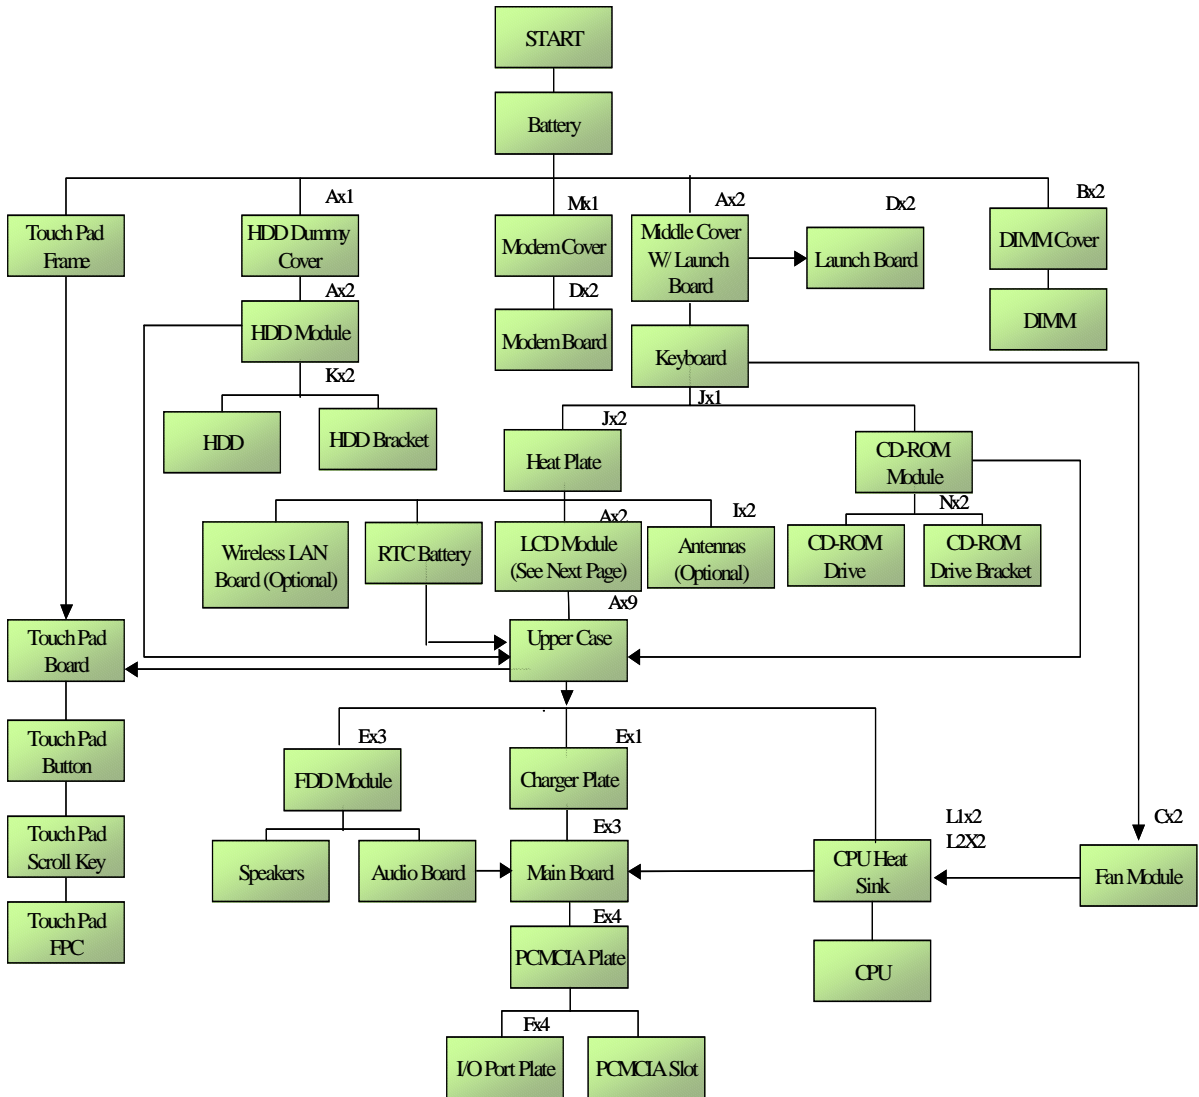 START
Battery
Ax1
Mx1
Ax2
Dx2
Bx2
Touch Pad
Frame
HDD Dummy
Cover
Modem Cover
Middle Cover
W/ Launch
Board
Launch Board
DIMM Cover
Ax2
Dx2
HDD Module
Modem Board
Keyboard
DIMM
Kx2
Jx1
HDD
HDD Bracket
Jx2
Heat Plate
CD-ROM
Module
Nx2
Ax2
Ix2
Wireless LAN
Board (Optional)
RTC Battery
LCD Module
(See Next Page)
Antennas
(Optional)
CD-ROM
Drive
CD-ROM
Drive Bracket
Ax9
Touch Pad
Board
Upper Case
Touch Pad
Button
Ex3
Ex1
FDD Module
Charger Plate
Touch Pad
Scroll Key
Ex3
L1x2
L2X2
Cx2
Speakers
Audio Board
Main Board
CPU Heat
Sink
Fan Module
Touch Pad
FPC
Ex4
PCMCIA Plate
CPU
Fx4
I/O Port Plate
PCMCIA Slot